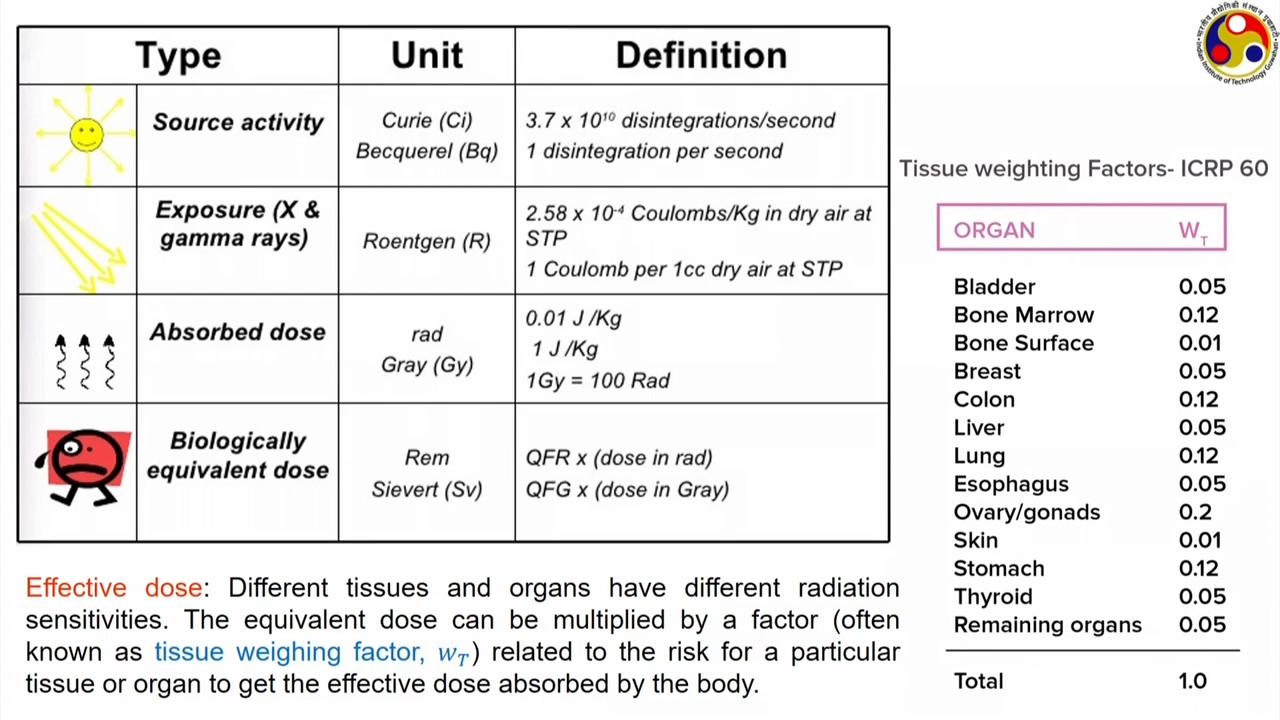 Type Unit Definition
Source activity
Curie (Ci)
Becquerel (Bq)
3.7 x 10¹⁰ disintegrations/second
1 disintegration per second
Exposure (X &
gamma rays)
Roentgen (R)
2.58 x 10⁻⁴ Coulombs/Kg in dry air at
STP
1 Coulomb per 1cc dry air at STP
Absorbed dose
rad
Gray (Gy)
0.01 J /Kg
1 J /Kg
1Gy = 100 Rad
Biologically
equivalent dose
Rem
Sievert (Sv)
QFR x (dose in rad)
QFG x (dose in Gray)
Effective dose: Different tissues and organs have different radiation
sensitivities. The equivalent dose can be multiplied by a factor (often
known as tissue weighing factor, w_T) related to the risk for a particular
tissue or organ to get the effective dose absorbed by the body.
Indian Institute of Technology Guwahati
Tissue weighting Factors- ICRP 60
ORGAN W_T
Bladder 0.05
Bone Marrow 0.12
Bone Surface 0.01
Breast 0.05
Colon 0.12
Liver 0.05
Lung 0.12
Esophagus 0.05
Ovary/gonads 0.2
Skin 0.01
Stomach 0.12
Thyroid 0.05
Remaining organs 0.05
Total 1.0